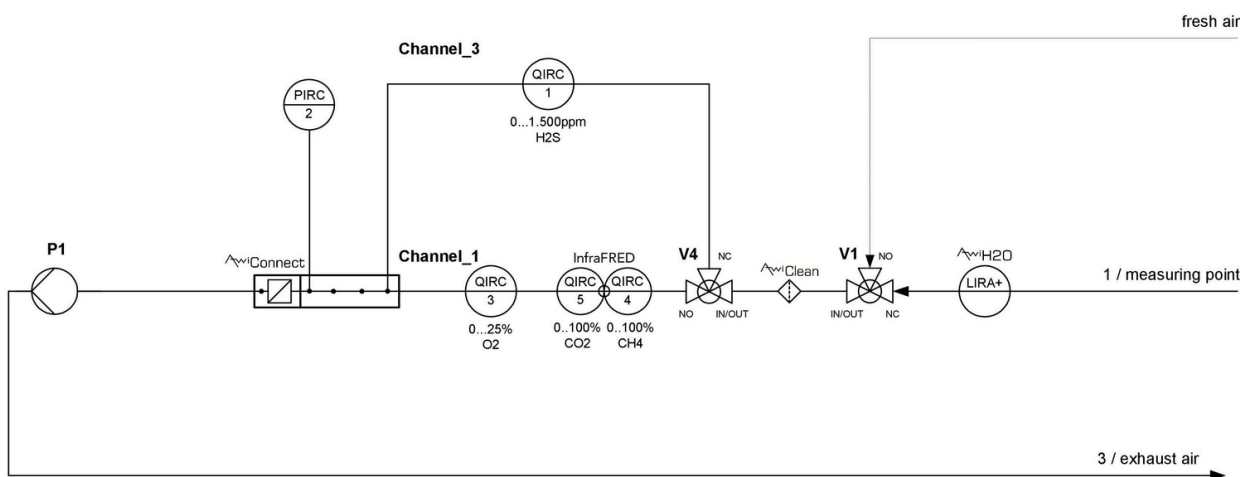 fresh air
Channel_3
QIRC
1
0...1.500ppm
H2S
PIRC
2
P1
AwiConnect
Channel_1
InfraFRED
V4
NC
AwiClean
V1
NO
AwiH2O
1 / measuring point
QIRC
3
QIRC
5
QIRC
4
LIRA+
NO
IN/OUT
IN/OUT
NC
0...25%
O2
0..100%
CO2
0..100%
CH4
3 / exhaust air